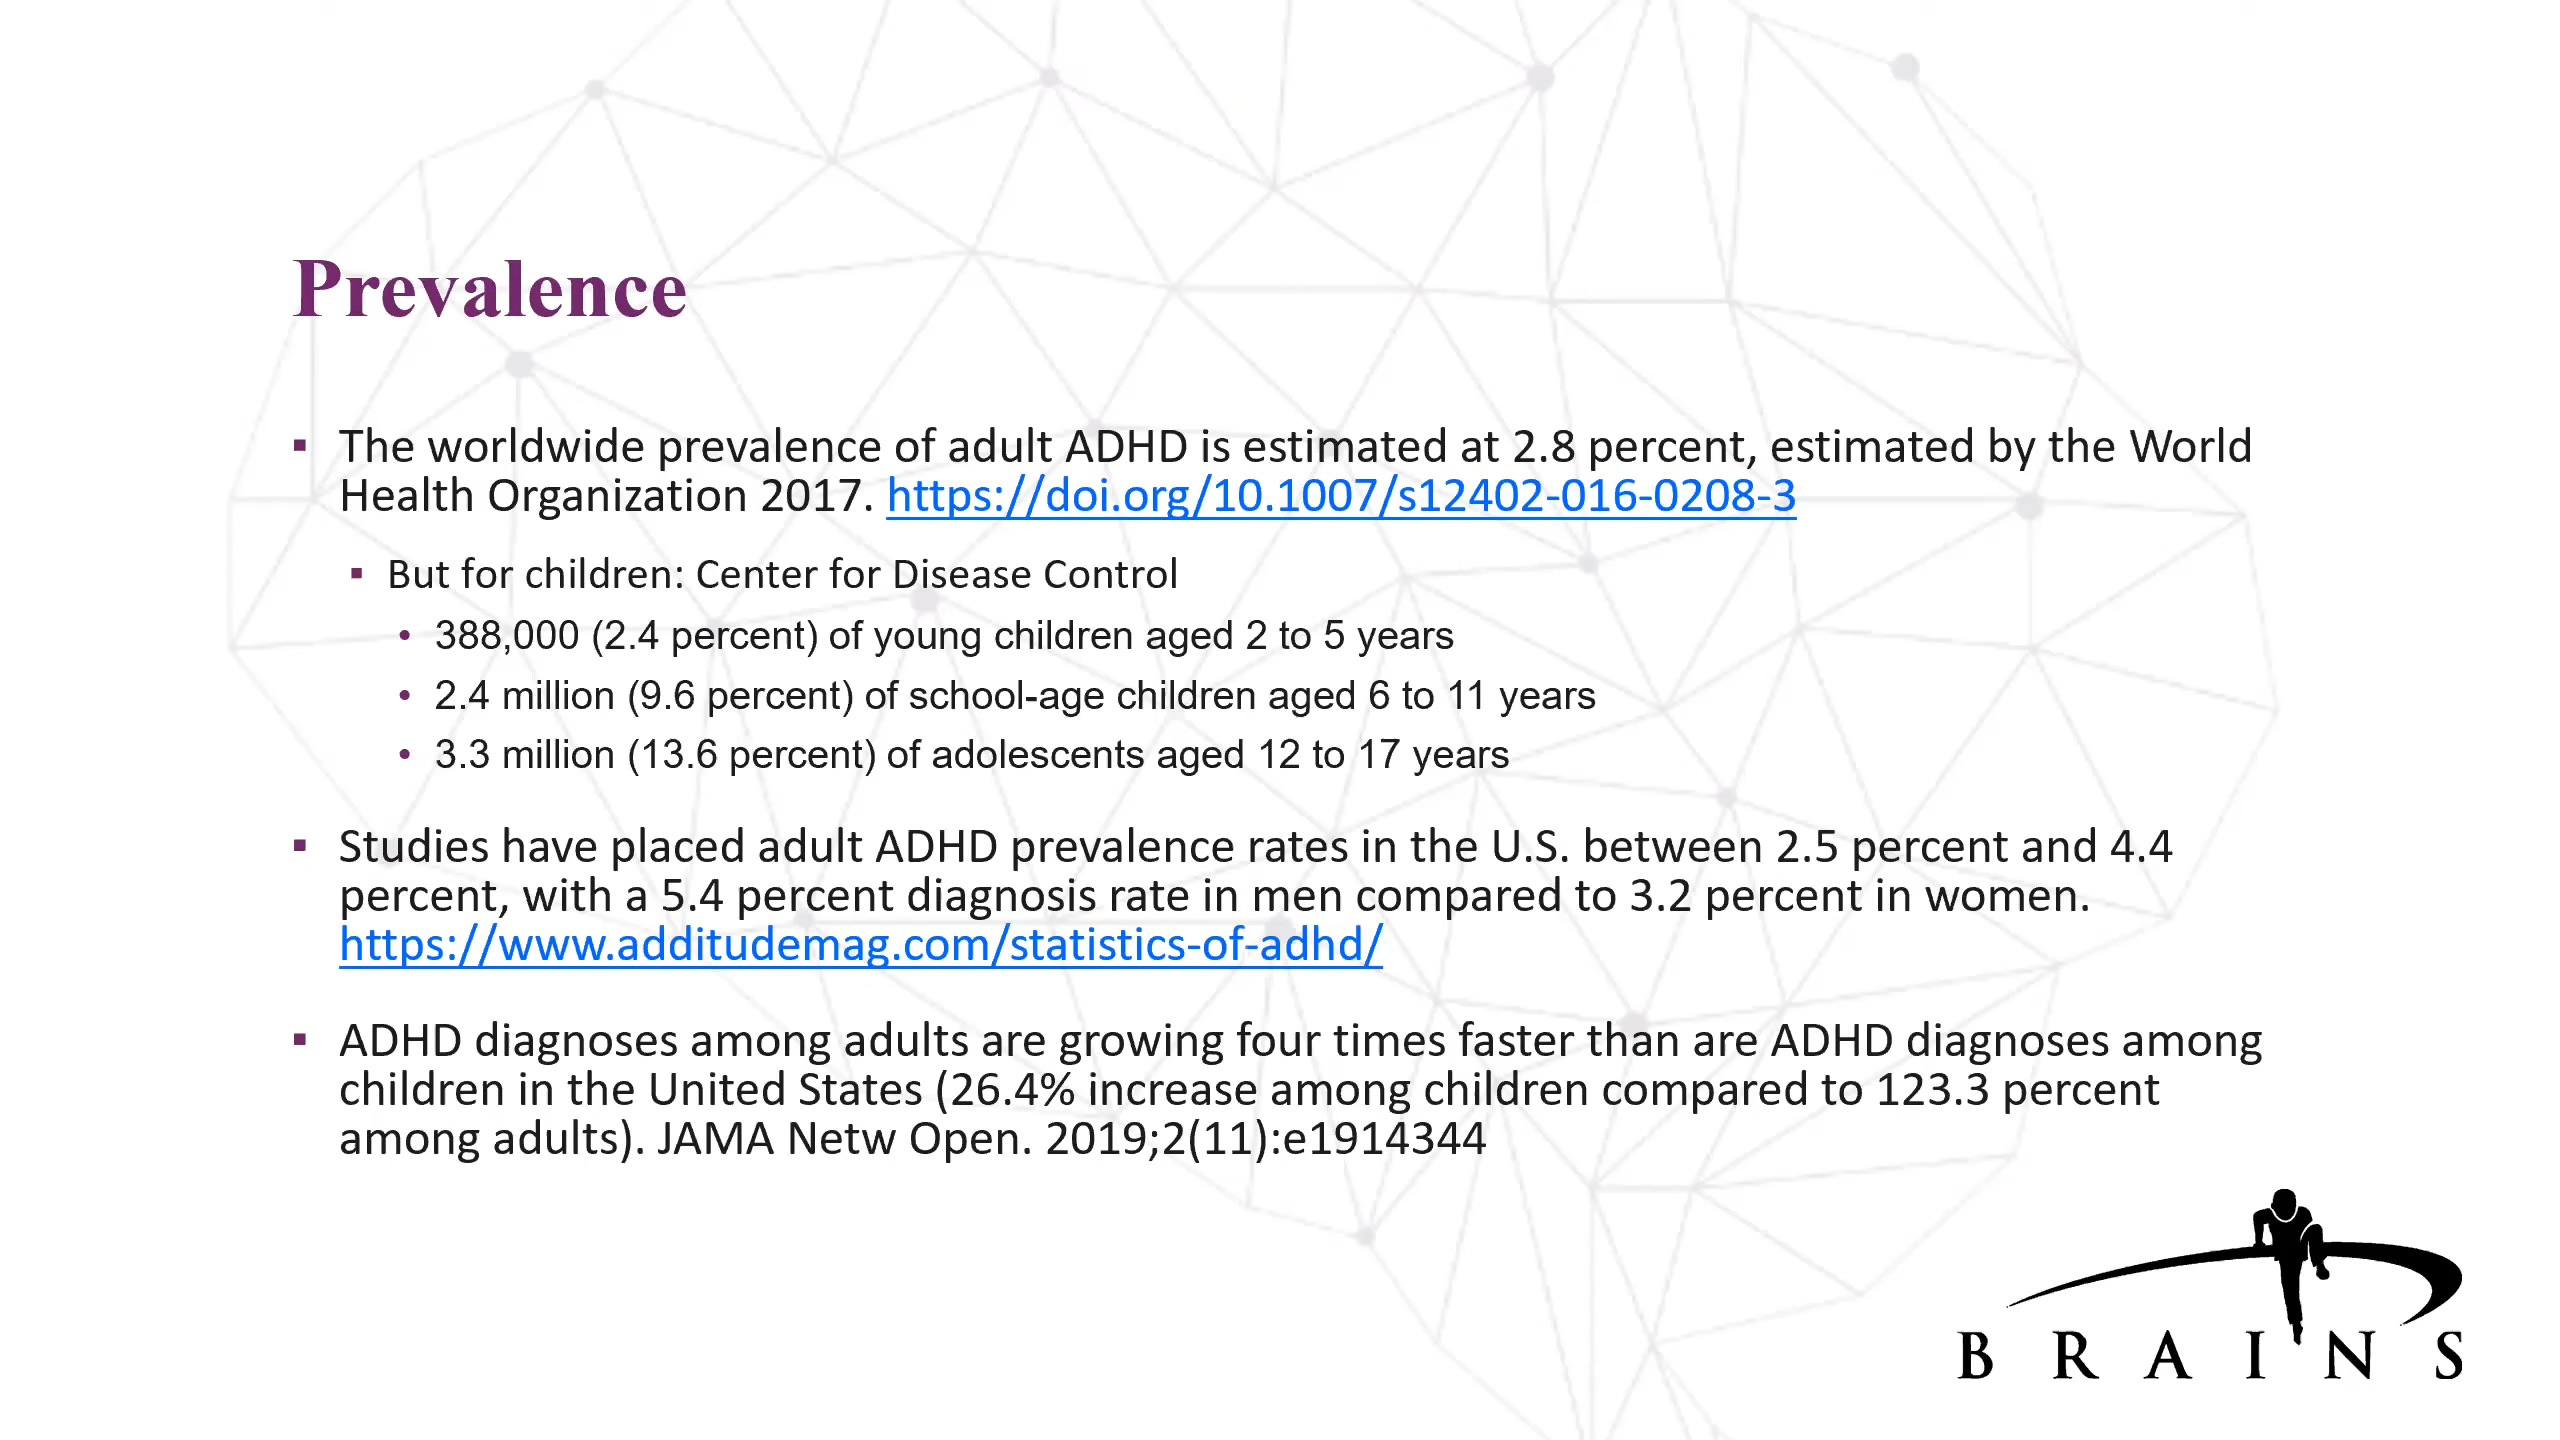 Prevalence
▪ The worldwide prevalence of adult ADHD is estimated at 2.8 percent, estimated by the World
Health Organization 2017. https://doi.org/10.1007/s12402-016-0208-3
▪ But for children: Center for Disease Control
• 388,000 (2.4 percent) of young children aged 2 to 5 years
• 2.4 million (9.6 percent) of school-age children aged 6 to 11 years
• 3.3 million (13.6 percent) of adolescents aged 12 to 17 years
▪ Studies have placed adult ADHD prevalence rates in the U.S. between 2.5 percent and 4.4
percent, with a 5.4 percent diagnosis rate in men compared to 3.2 percent in women.
https://www.additudemag.com/statistics-of-adhd/
▪ ADHD diagnoses among adults are growing four times faster than are ADHD diagnoses among
children in the United States (26.4% increase among children compared to 123.3 percent
among adults). JAMA Netw Open. 2019;2(11):e1914344
BRAINS